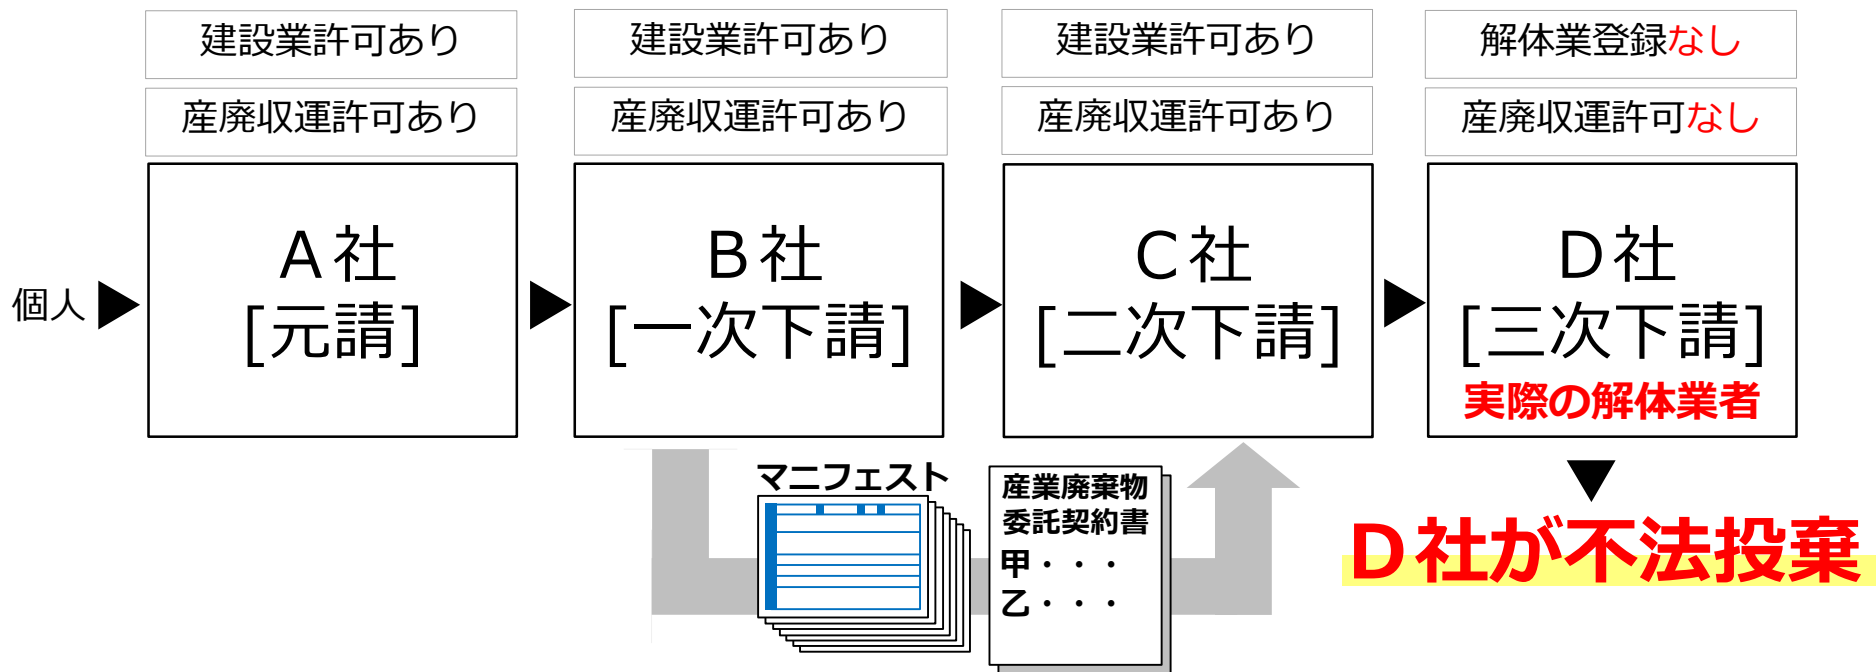 建設業許可あり
産廃収運許可あり
建設業許可あり
産廃収運許可あり
建設業許可あり
産廃収運許可あり
解体業登録なし
産廃収運許可なし
個人
A社
[元請]
B社
[一次下請]
C社
[二次下請]
D社
[三次下請]
実際の解体業者
マニフェスト
産業廃棄物
委託契約書
甲・・・
乙・・・
D社が不法投棄